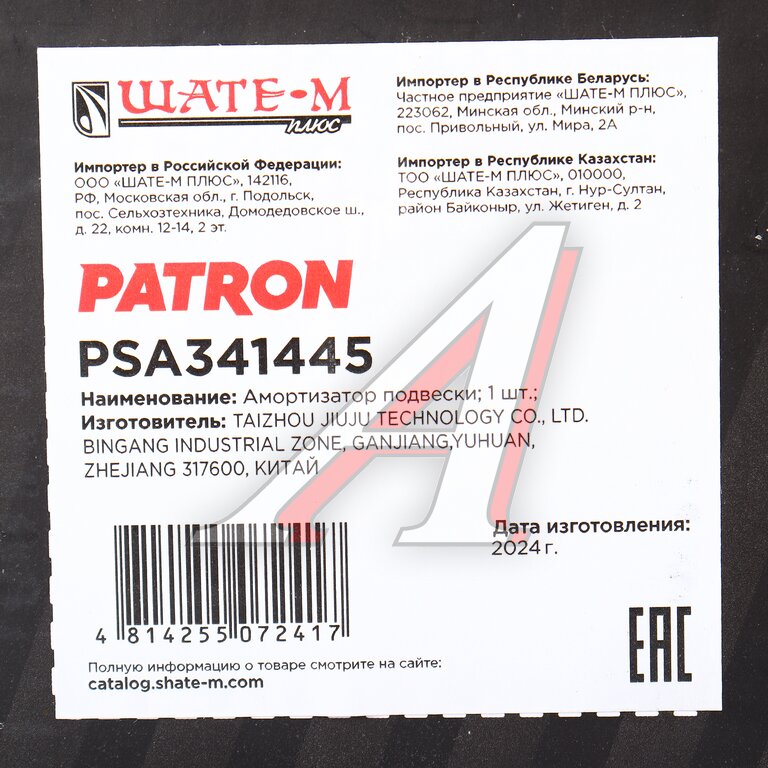 ШАТЕ-М
плюс
Импортер в Российской Федерации:
ООО «ШАТЕ-М ПЛЮС», 142116,
РФ, Московская обл., г. Подольск,
пос. Сельхозтехника, Домодедовское ш.,
д. 22, комн. 12-14, 2 эт.
Импортер в Республике Беларусь:
Частное предприятие «ШАТЕ-М ПЛЮС»,
223062, Минская обл., Минский р-н,
пос. Привольный, ул. Мира, 2А
Импортер в Республике Казахстан:
ТОО «ШАТЕ-М ПЛЮС», 010000,
Республика Казахстан, г. Нур-Султан,
район Байконыр, ул. Жетиген, д. 2
PATRON
PSA341445
Наименование: Амортизатор подвески; 1 шт.;
Изготовитель: TAIZHOU JIUJU TECHNOLOGY CO., LTD.
BINGANG INDUSTRIAL ZONE, GANJIANG,YUHUAN,
ZHEJIANG 317600, КИТАЙ
Дата изготовления:
2024 г.
4 814255 072417
Полную информацию о товаре смотрите на сайте:
catalog.shate-m.com
EAC